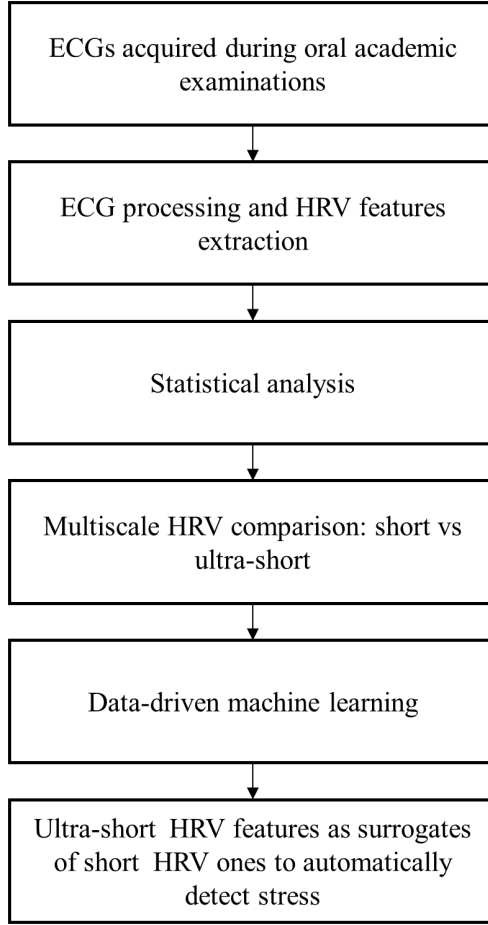 ECGs acquired during oral academic
examinations
ECG processing and HRV features
extraction
Statistical analysis
Multiscale HRV comparison: short vs
ultra-short
Data-driven machine learning
Ultra-short HRV features as surrogates
of short HRV ones to automatically
detect stress